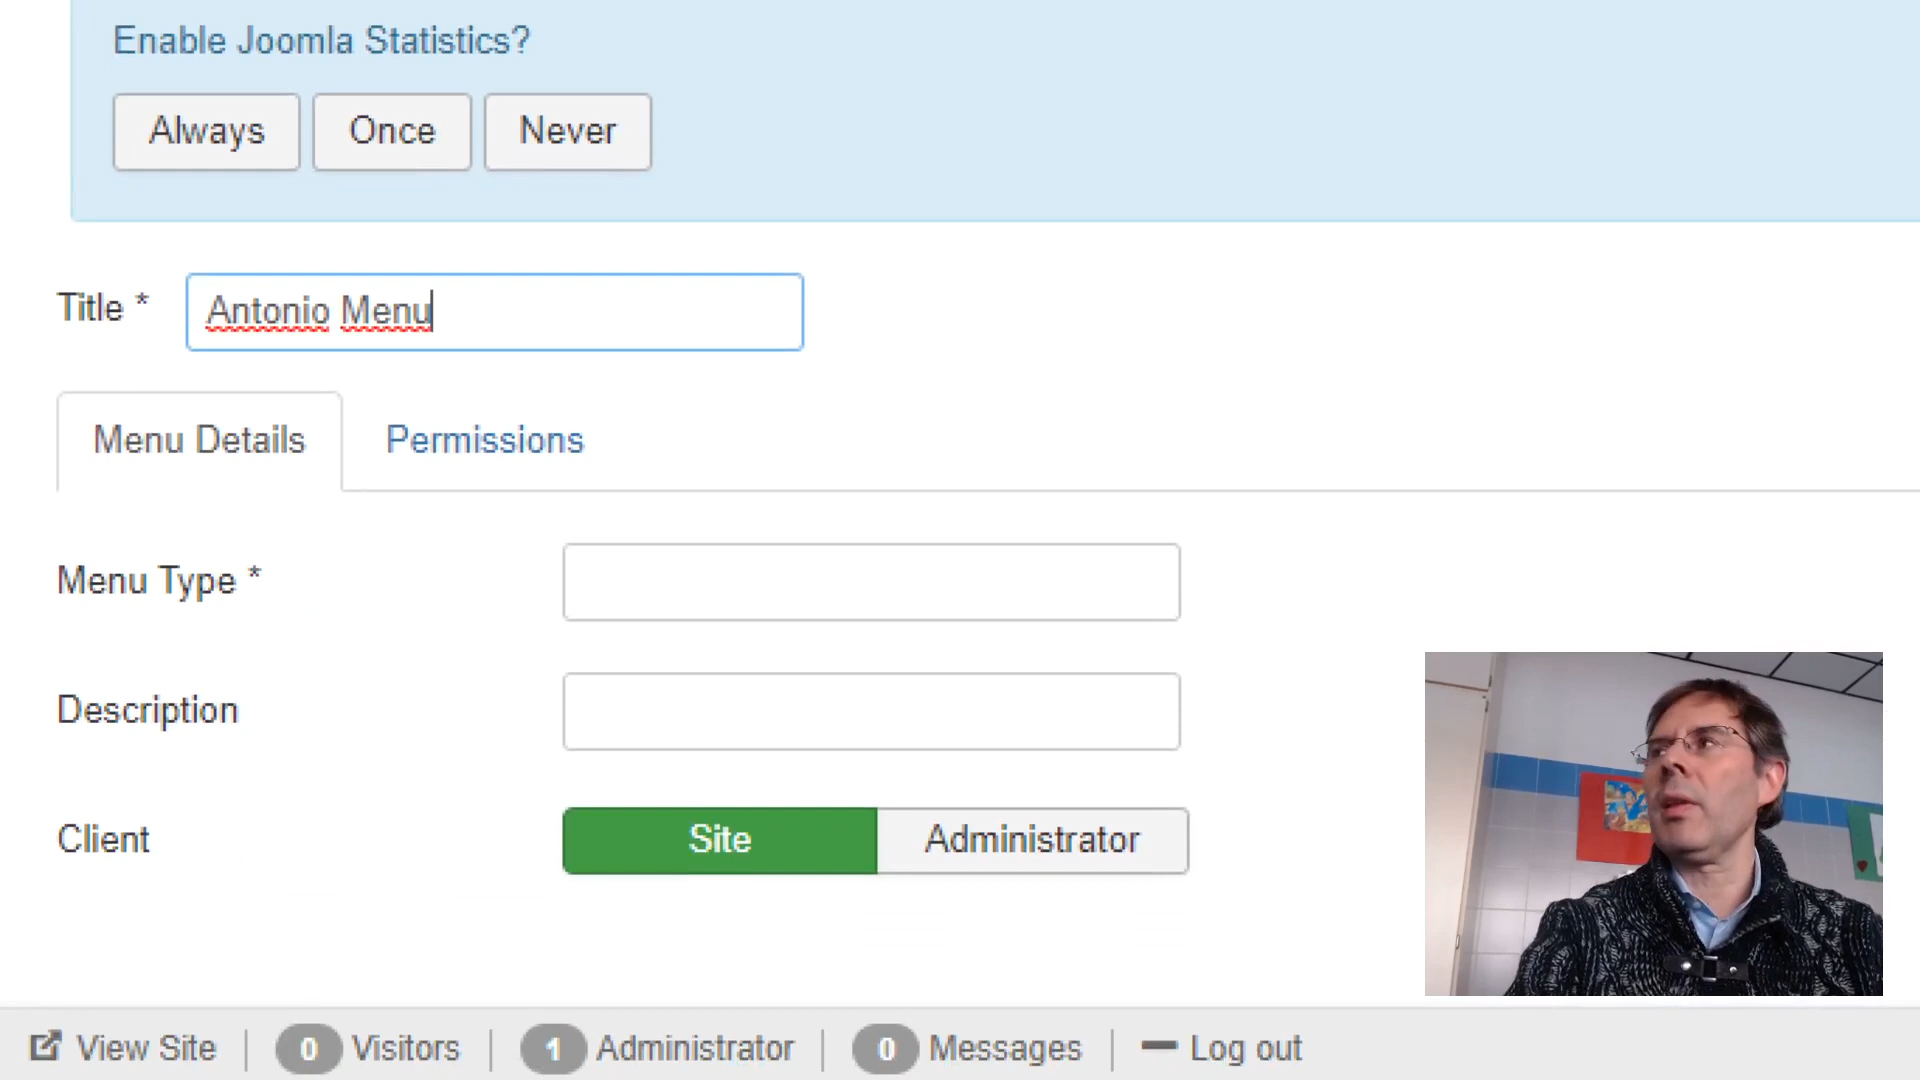 Enable Joomla Statistics?
Always Once Never
Title * Antonio Menu
Menu Details Permissions
Menu Type *
Description
Client Site Administrator
View Site 0 Visitors 1 Administrator 0 Messages Log out